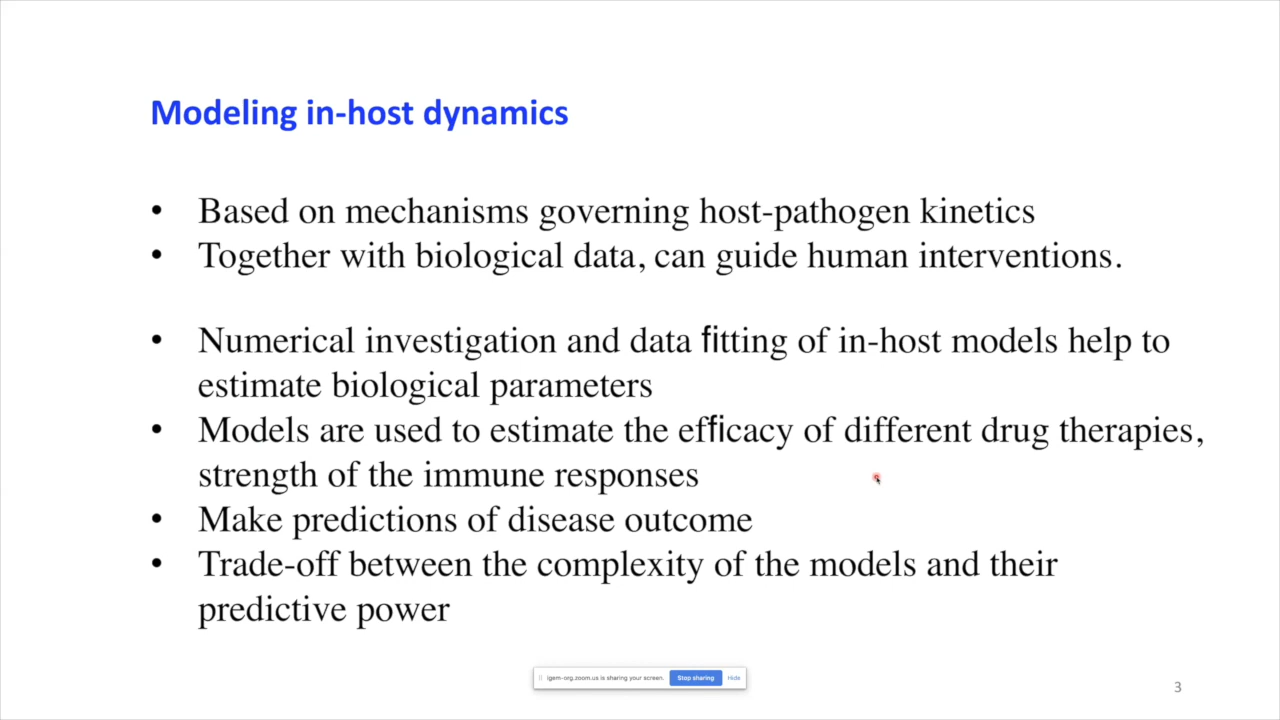 Modeling in-host dynamics
• Based on mechanisms governing host-pathogen kinetics
• Together with biological data, can guide human interventions.
• Numerical investigation and data fitting of in-host models help to
estimate biological parameters
• Models are used to estimate the efficacy of different drug therapies,
strength of the immune responses
• Make predictions of disease outcome
• Trade-off between the complexity of the models and their
predictive power
igem-org.zoom.us is sharing your screen. Stop sharing Hide
3